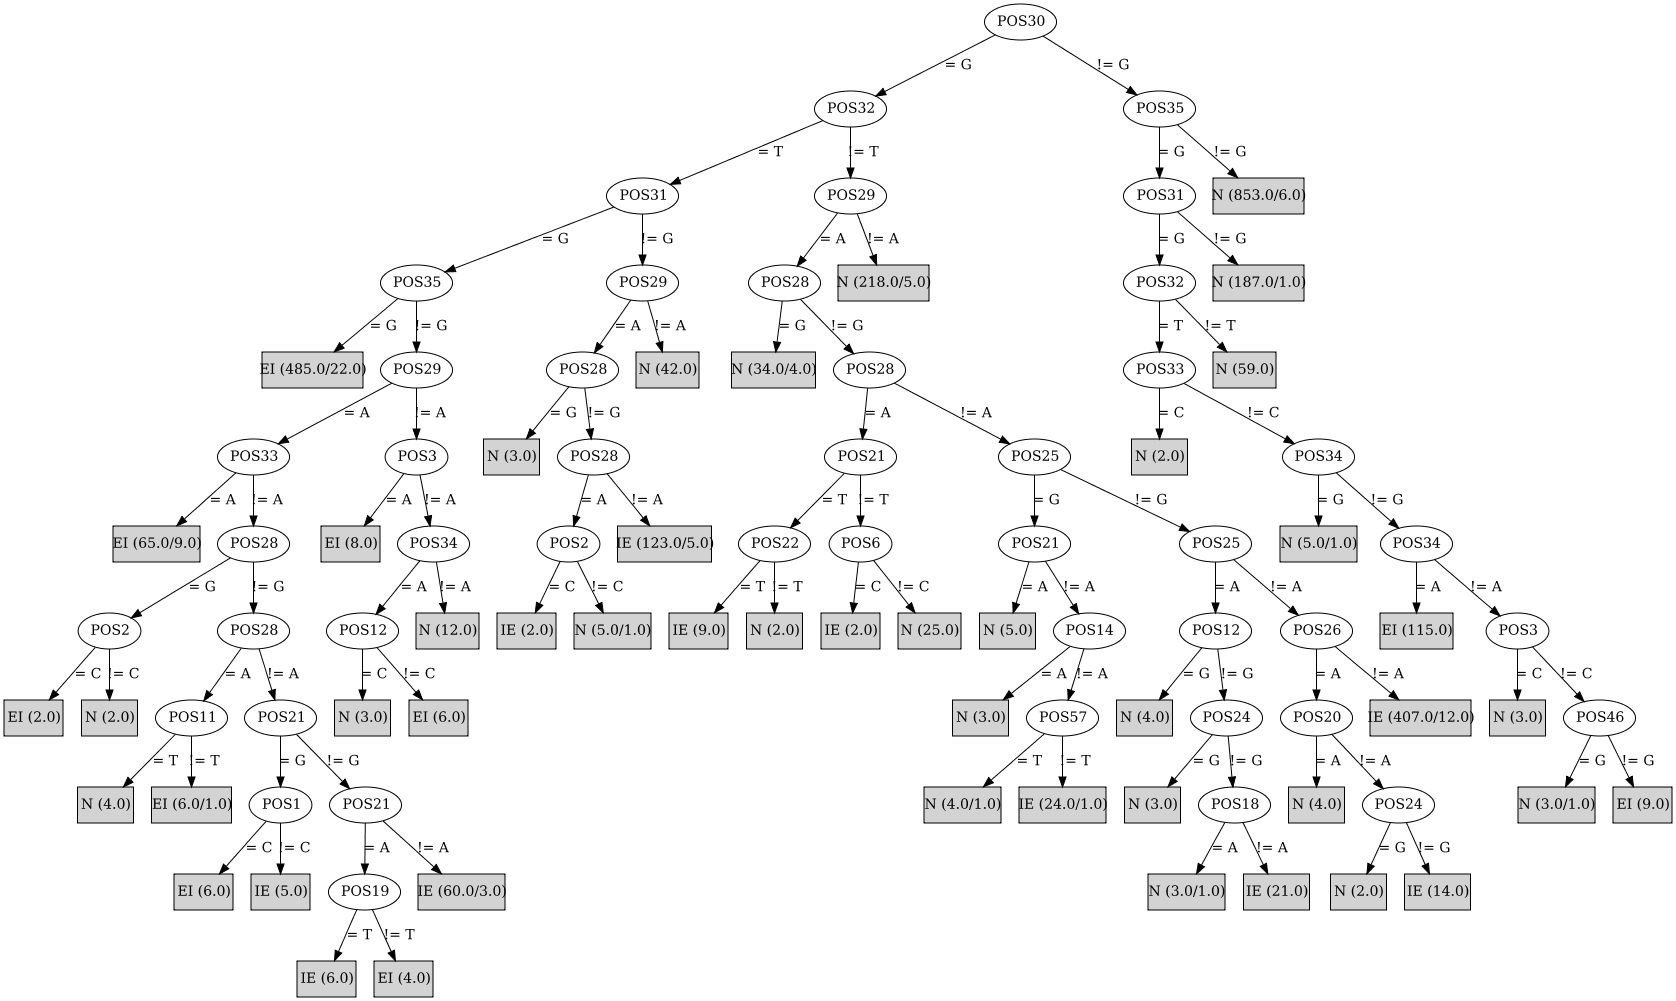 POS30
= G
!= G
POS32
POS35
= T
!= T
= G
!= G
POS31
POS29
POS31
N (853.0/6.0)
= G
!= G
= A
!= A
= G
!= G
POS35
POS29
POS28
N (218.0/5.0)
POS32
N (187.0/1.0)
= G
!= G
= A
!= A
= G
!= G
= T
!= T
EI (485.0/22.0)
POS29
POS28
N (42.0)
N (34.0/4.0)
POS28
POS33
N (59.0)
= A
!= A
= G
!= G
= A
!= A
= C
!= C
POS33
POS3
N (3.0)
POS28
POS21
POS25
N (2.0)
POS34
= A
!= A
= A
!= A
= A
!= A
= T
!= T
= G
!= G
= G
!= G
EI (65.0/9.0)
POS28
EI (8.0)
POS34
POS2
IE (123.0/5.0)
POS22
POS6
POS21
POS25
N (5.0/1.0)
POS34
= G
!= G
= A
!= A
= C
!= C
= T
!= T
= C
!= C
= A
!= A
= A
!= A
= A
!= A
POS2
POS28
POS12
N (12.0)
IE (2.0)
N (5.0/1.0)
IE (9.0)
N (2.0)
IE (2.0)
N (25.0)
N (5.0)
POS14
POS12
POS26
EI (115.0)
POS3
= C
!= C
= A
!= A
= C
!= C
= A
!= A
= G
!= G
= A
!= A
= C
!= C
EI (2.0)
N (2.0)
POS11
POS21
N (3.0)
EI (6.0)
N (3.0)
POS57
N (4.0)
POS24
POS20
IE (407.0/12.0)
N (3.0)
POS46
= T
!= T
= G
!= G
= T
!= T
= G
!= G
= A
!= A
= G
!= G
N (4.0)
EI (6.0/1.0)
POS1
POS21
N (4.0/1.0)
IE (24.0/1.0)
N (3.0)
POS18
N (4.0)
POS24
N (3.0/1.0)
EI (9.0)
= C
!= C
= A
!= A
= A
!= A
= G
!= G
EI (6.0)
IE (5.0)
POS19
IE (60.0/3.0)
N (3.0/1.0)
IE (21.0)
N (2.0)
IE (14.0)
= T
!= T
IE (6.0)
EI (4.0)